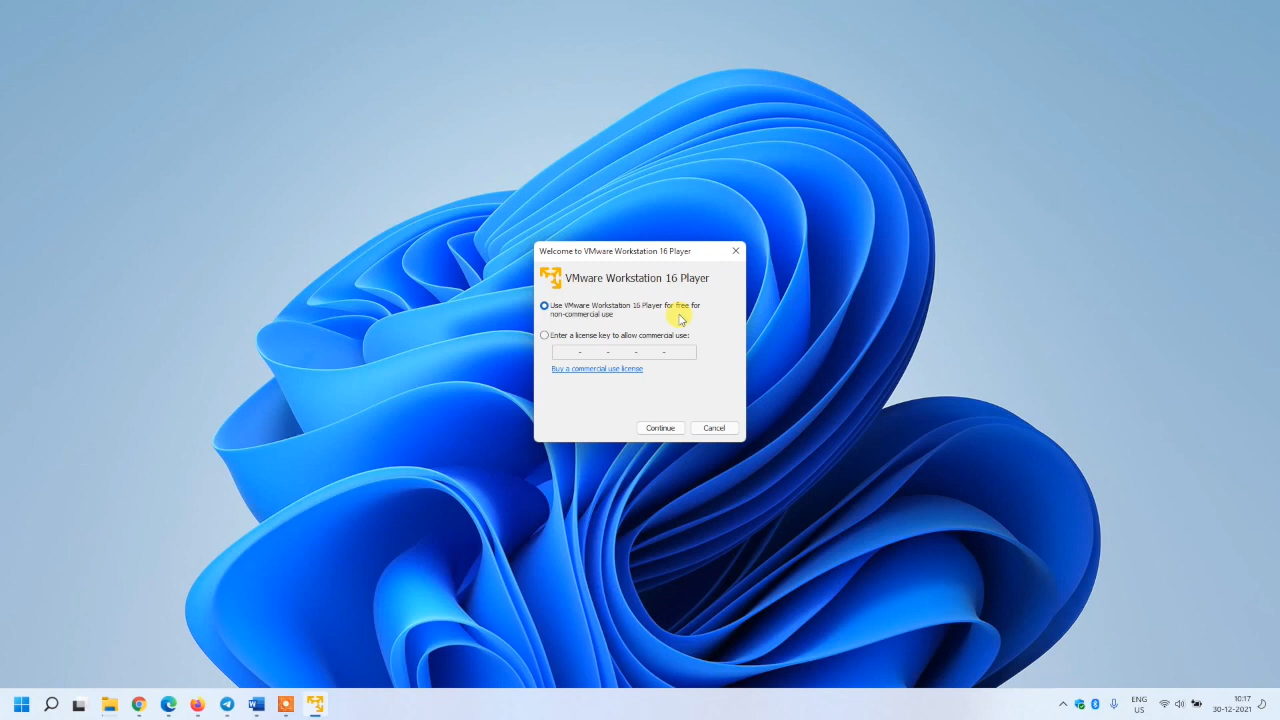 Welcome to VMware Workstation 16 Player
VMware Workstation 16 Player
Use VMware Workstation 16 Player for free for
non-commercial use
Enter a license key to allow commercial use:
- - - -
Buy a commercial use license
Continue
Cancel
ENG
US
10:17
30-12-2021